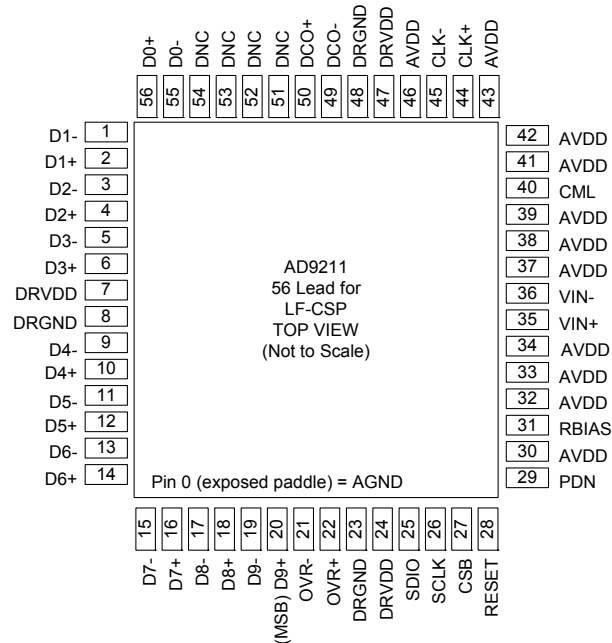 D0+
D0-
DNC
DNC
DNC
DNC
DCO+
DCO-
DRGND
DRVDD
AVDD
CLK-
CLK+
AVDD
56
55
54
53
52
51
50
49
48
47
46
45
44
43
D1- 1
D1+ 2
D2- 3
D2+ 4
D3- 5
D3+ 6
DRVDD 7
DRGND 8
D4- 9
D4+ 10
D5- 11
D5+ 12
D6- 13
D6+ 14
AD9211
56 Lead for
LF-CSP
TOP VIEW
(Not to Scale)
Pin 0 (exposed paddle) = AGND
42 AVDD
41 AVDD
40 CML
39 AVDD
38 AVDD
37 AVDD
36 VIN-
35 VIN+
34 AVDD
33 AVDD
32 AVDD
31 RBIAS
30 AVDD
29 PDN
15
16
17
18
19
20
21
22
23
24
25
26
27
28
D7-
D7+
D8-
D8+
D9-
(MSB) D9+
OVR-
OVR+
DRGND
DRVDD
SDIO
SCLK
CSB
RESET